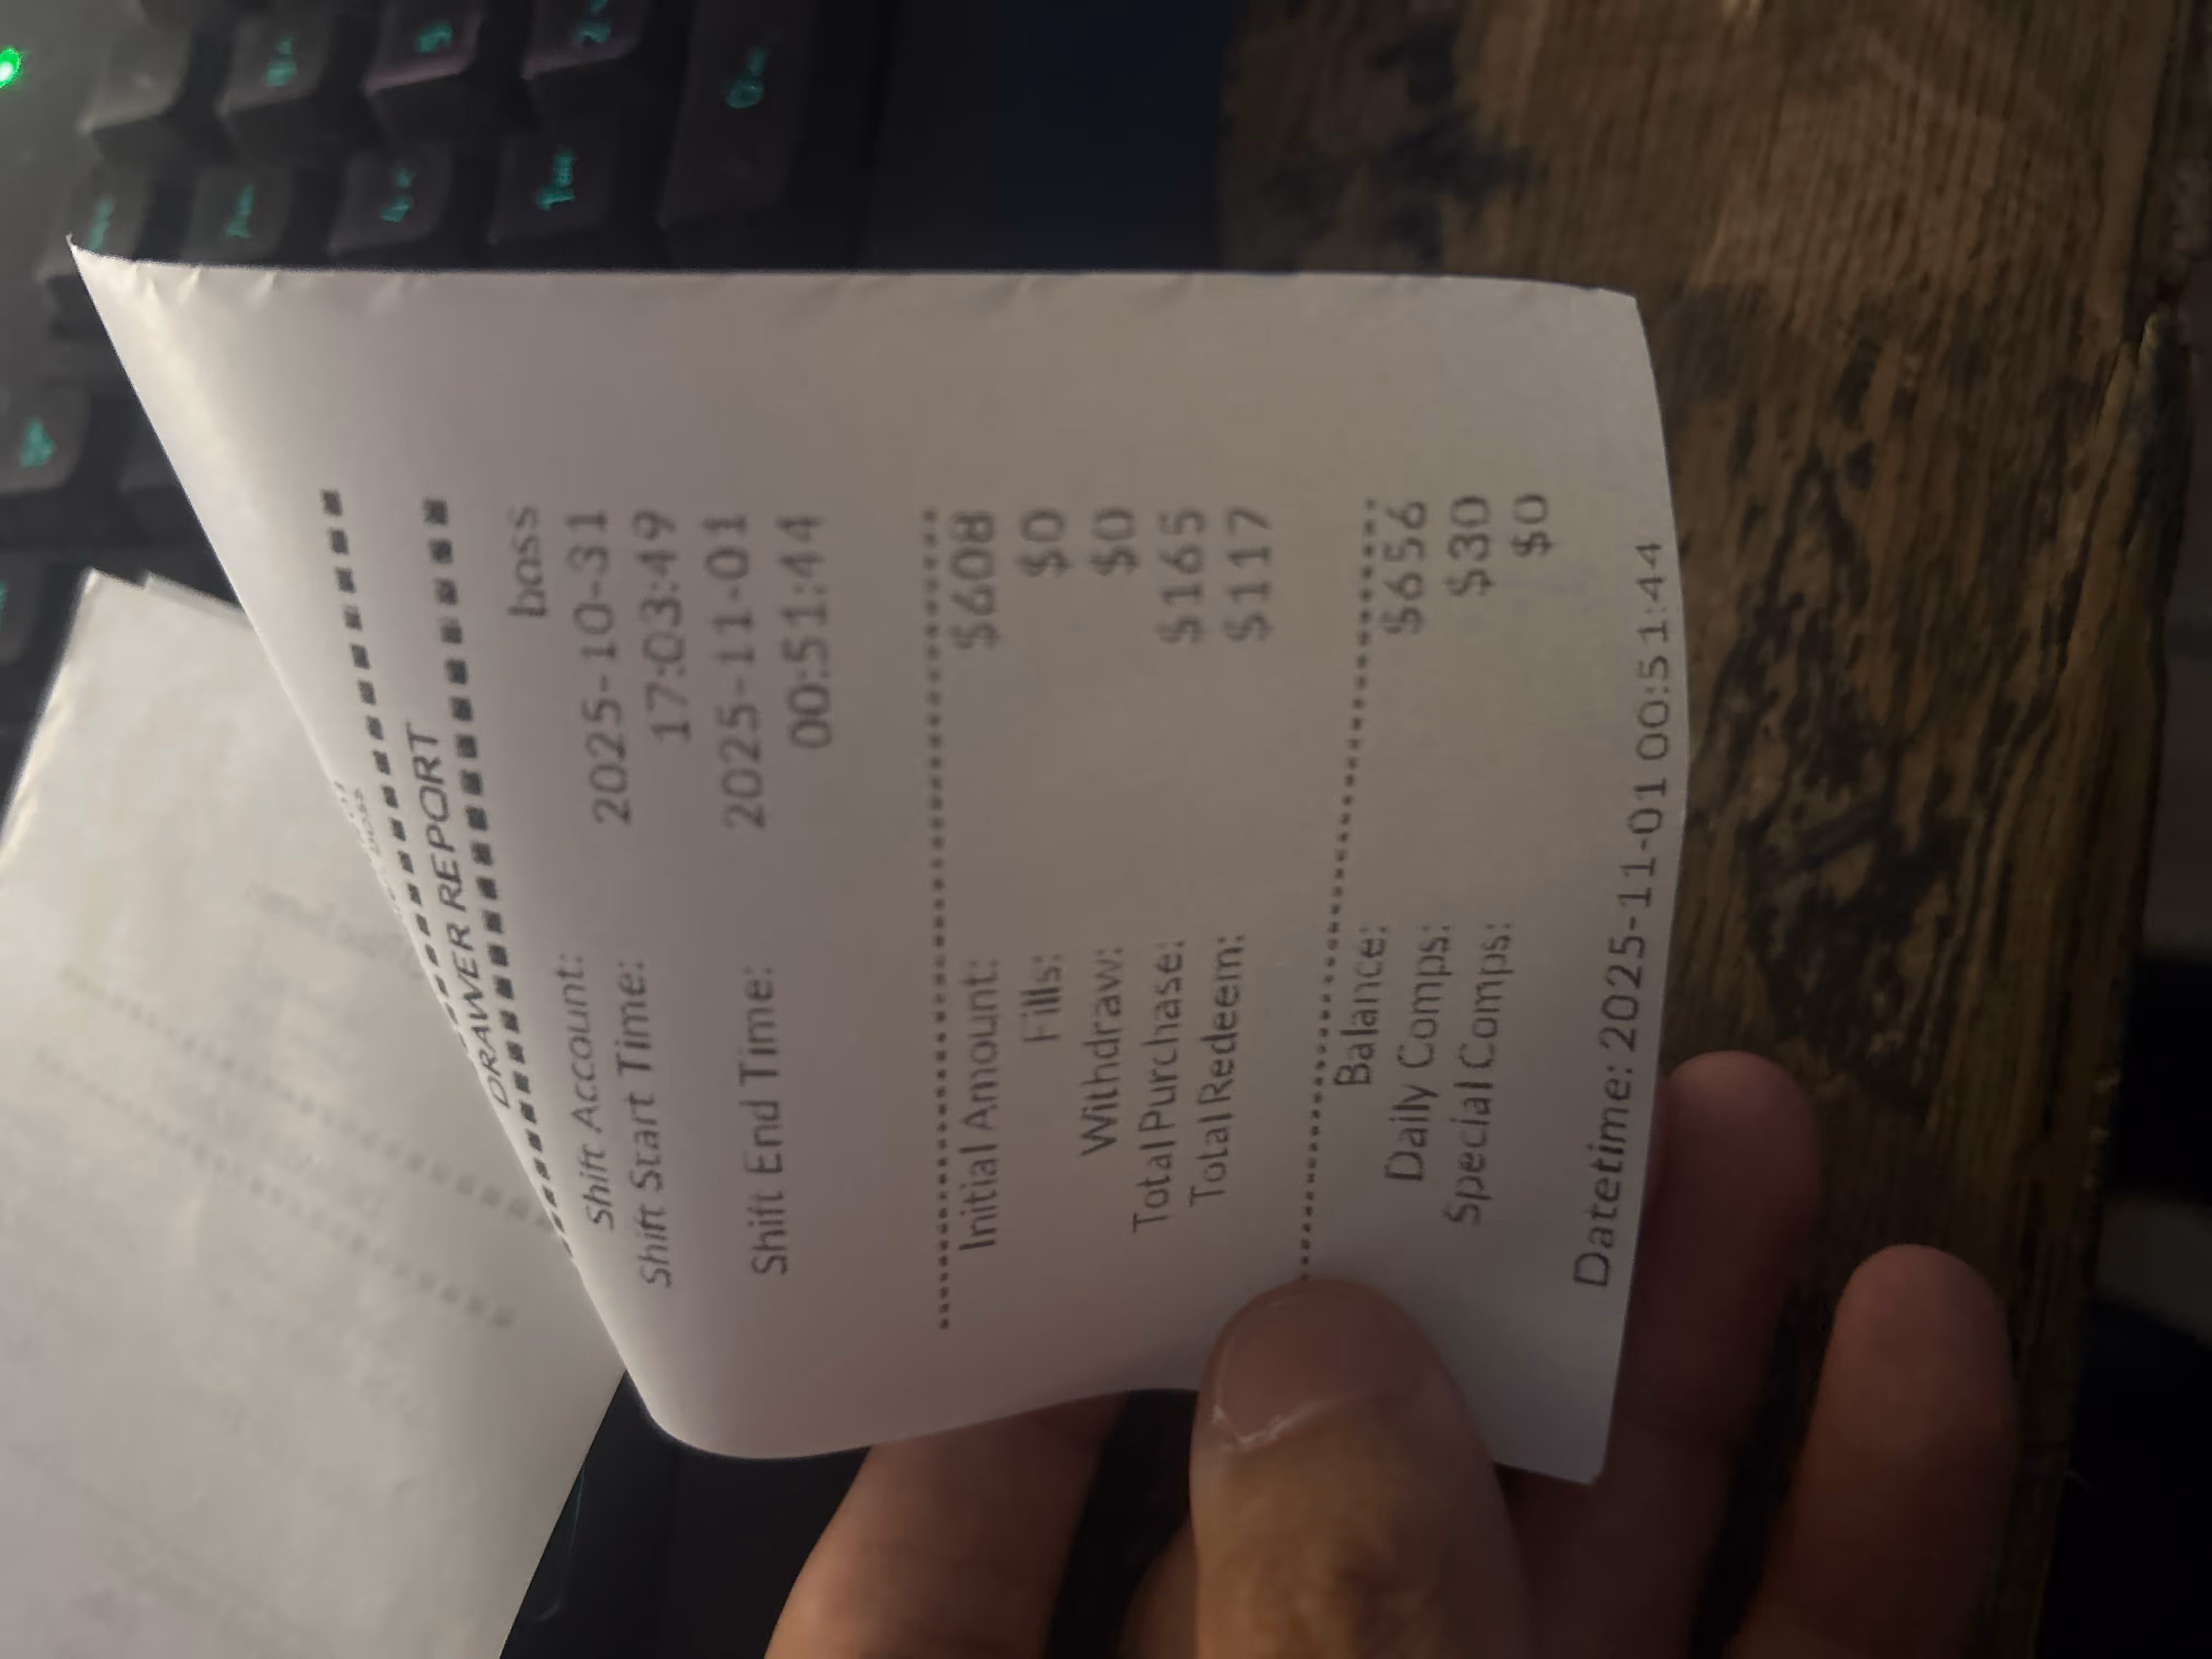 DRAWER REPORT
Shift Account: boss
Shift Start Time: 2025-10-31
17:03:49
Shift End Time: 2025-11-01
00:51:44
Initial Amount: $608
Fills: $0
Withdraw: $0
Total Purchase: $165
Total Redeem: $117
Balance: $656
Daily Comps: $30
Special Comps: $0
Datetime: 2025-11-01 00:51:44